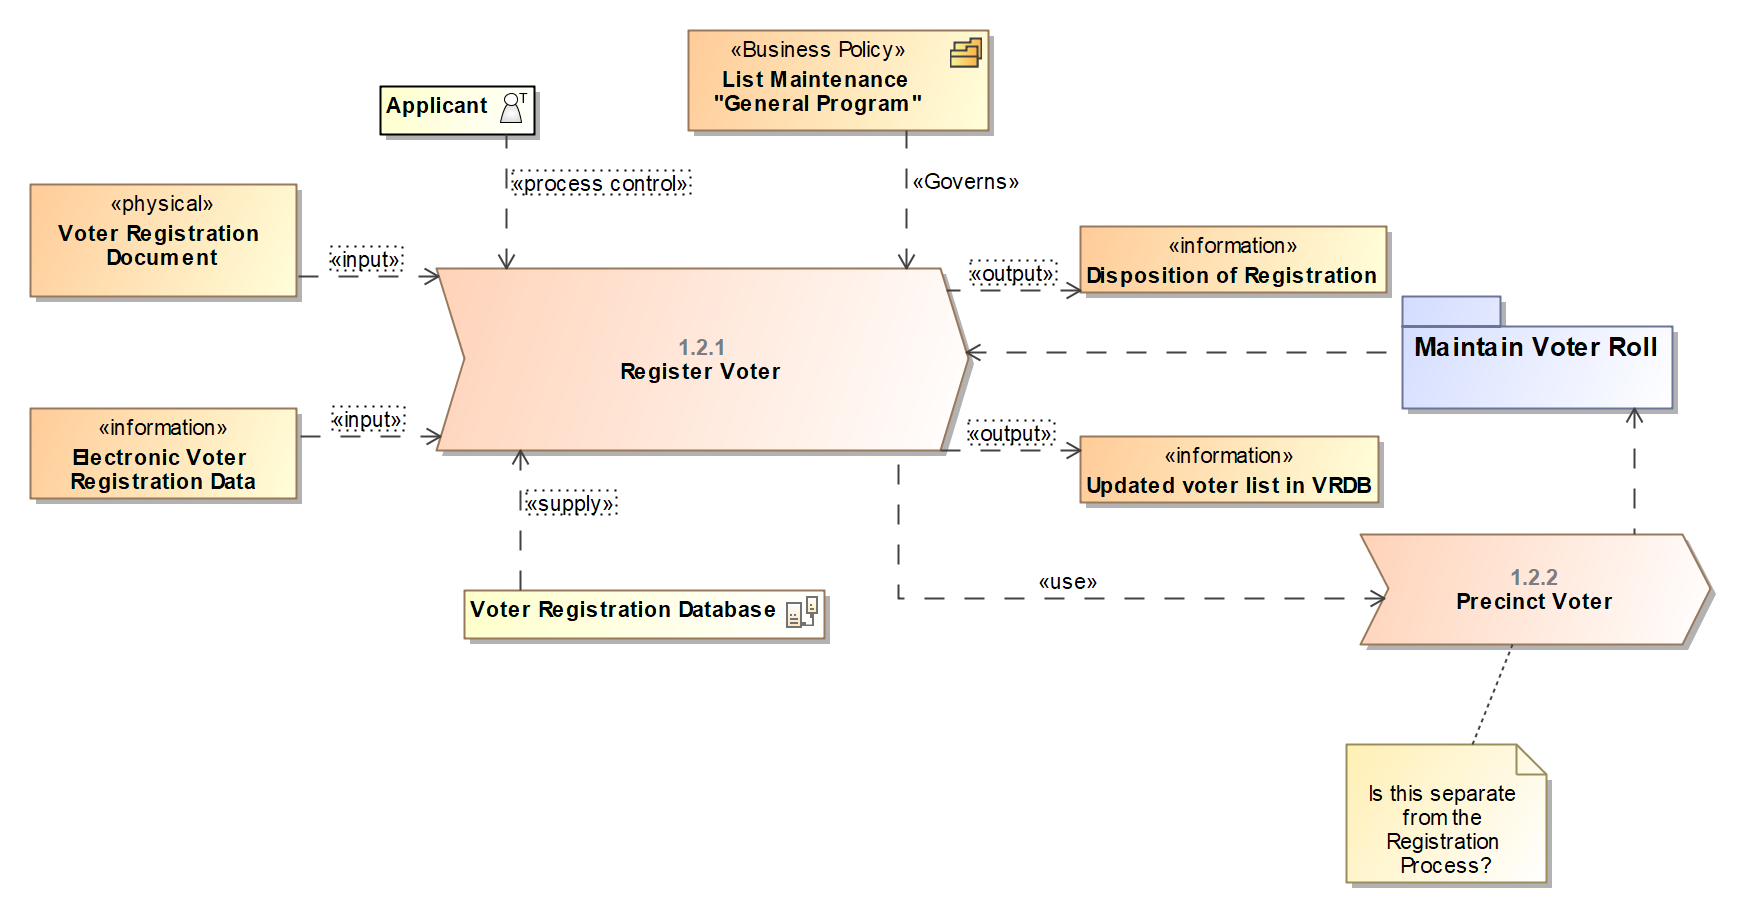 «Business Policy»
List Maintenance
"General Program"
Applicant
T
«process control»
«Governs»
«physical»
Voter Registration
Document
«input»
«output»
«information»
Disposition of Registration
1.2.1
Register Voter
Maintain Voter Roll
«information»
Electronic Voter
Registration Data
«input»
«output»
«information»
Updated voter list in VRDB
«supply»
Voter Registration Database
«use»
1.2.2
Precinct Voter
Is this separate
from the
Registration
Process?